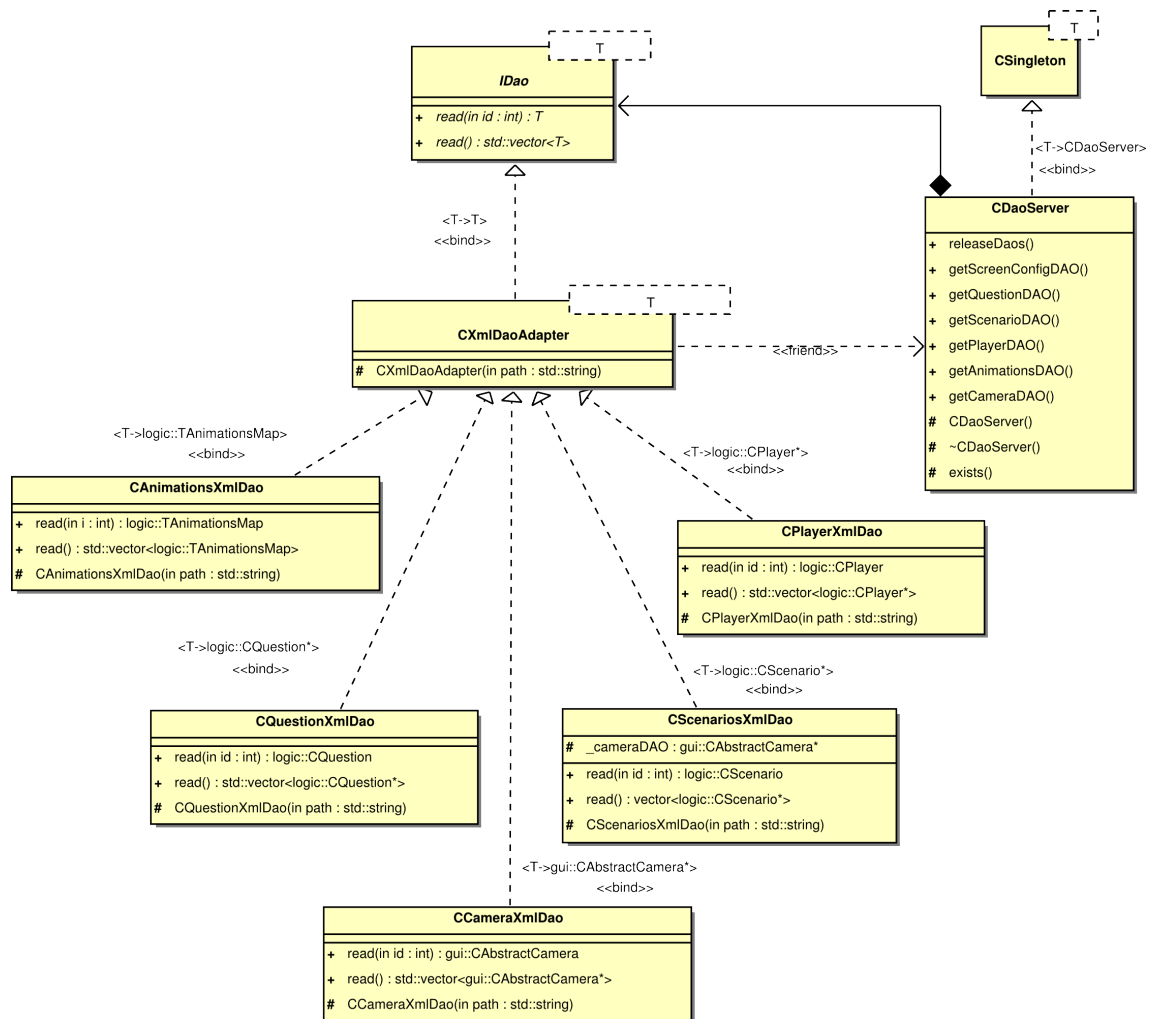 T
IDao
+ read(in id : int) : T
+ read() : std::vector<T>
T
CSingleton
<T->CDaoServer>
<<bind>>
<T->T>
<<bind>>
CDaoServer
+ releaseDaos()
+ getScreenConfigDAO()
+ getQuestionDAO()
+ getScenarioDAO()
+ getPlayerDAO()
+ getAnimationsDAO()
+ getCameraDAO()
# CDaoServer()
# ~CDaoServer()
# exists()
T
CXmlDaoAdapter
# CXmlDaoAdapter(in path : std::string)
<<friend>>
<T->logic::TAnimationsMap>
<<bind>>
CAnimationsXmlDao
+ read(in i : int) : logic::TAnimationsMap
+ read() : std::vector<logic::TAnimationsMap>
# CAnimationsXmlDao(in path : std::string)
<T->logic::CPlayer*>
<<bind>>
CPlayerXmlDao
+ read(in id : int) : logic::CPlayer
+ read() : std::vector<logic::CPlayer*>
# CPlayerXmlDao(in path : std::string)
<T->logic::CQuestion*>
<<bind>>
CQuestionXmlDao
+ read(in id : int) : logic::CQuestion
+ read() : std::vector<logic::CQuestion*>
# CQuestionXmlDao(in path : std::string)
<T->logic::CScenario*>
<<bind>>
CScenariosXmlDao
# _cameraDAO : gui::CAbstractCamera*
+ read(in id : int) : logic::CScenario
+ read() : vector<logic::CScenario*>
# CScenariosXmlDao(in path : std::string)
<T->gui::CAbstractCamera*>
<<bind>>
CCameraXmlDao
+ read(in id : int) : gui::CAbstractCamera
+ read() : std::vector<gui::CAbstractCamera*>
# CCameraXmlDao(in path : std::string)